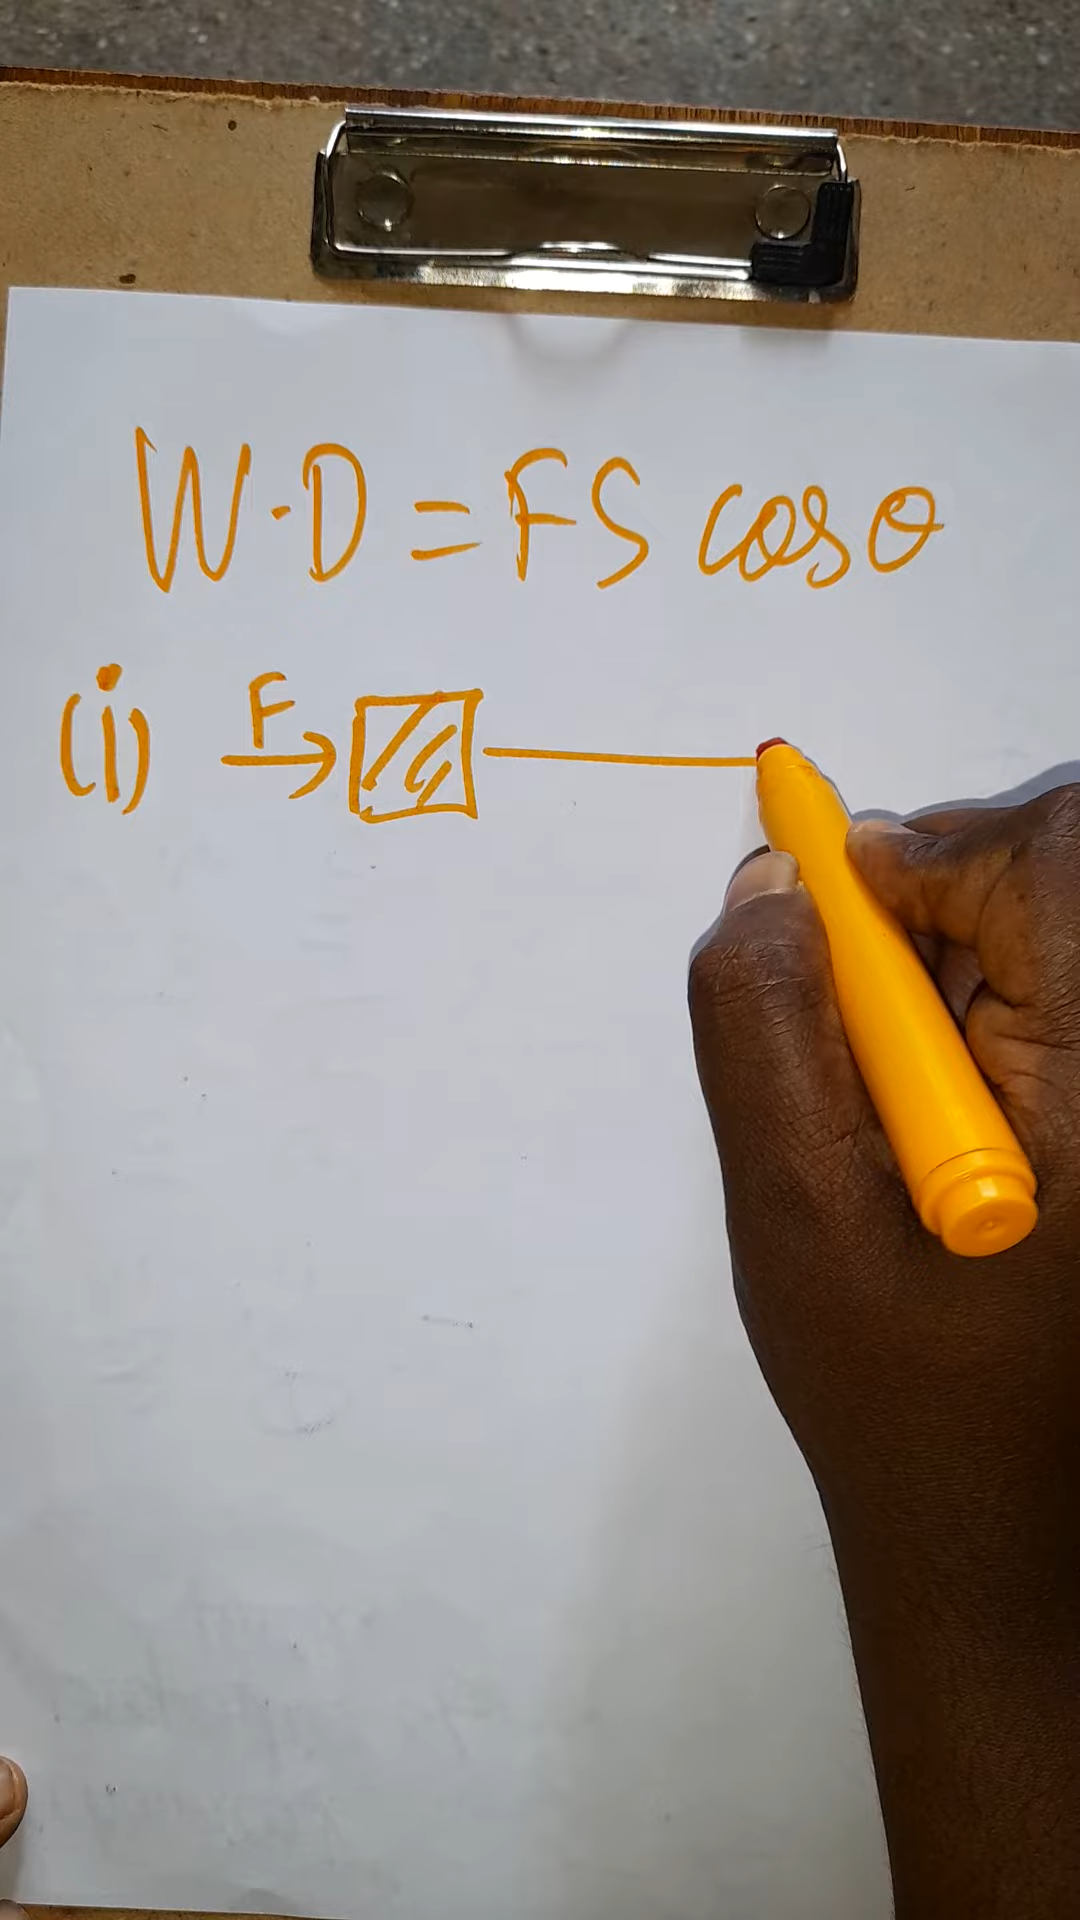 W.D = FS cosθ
(i) F